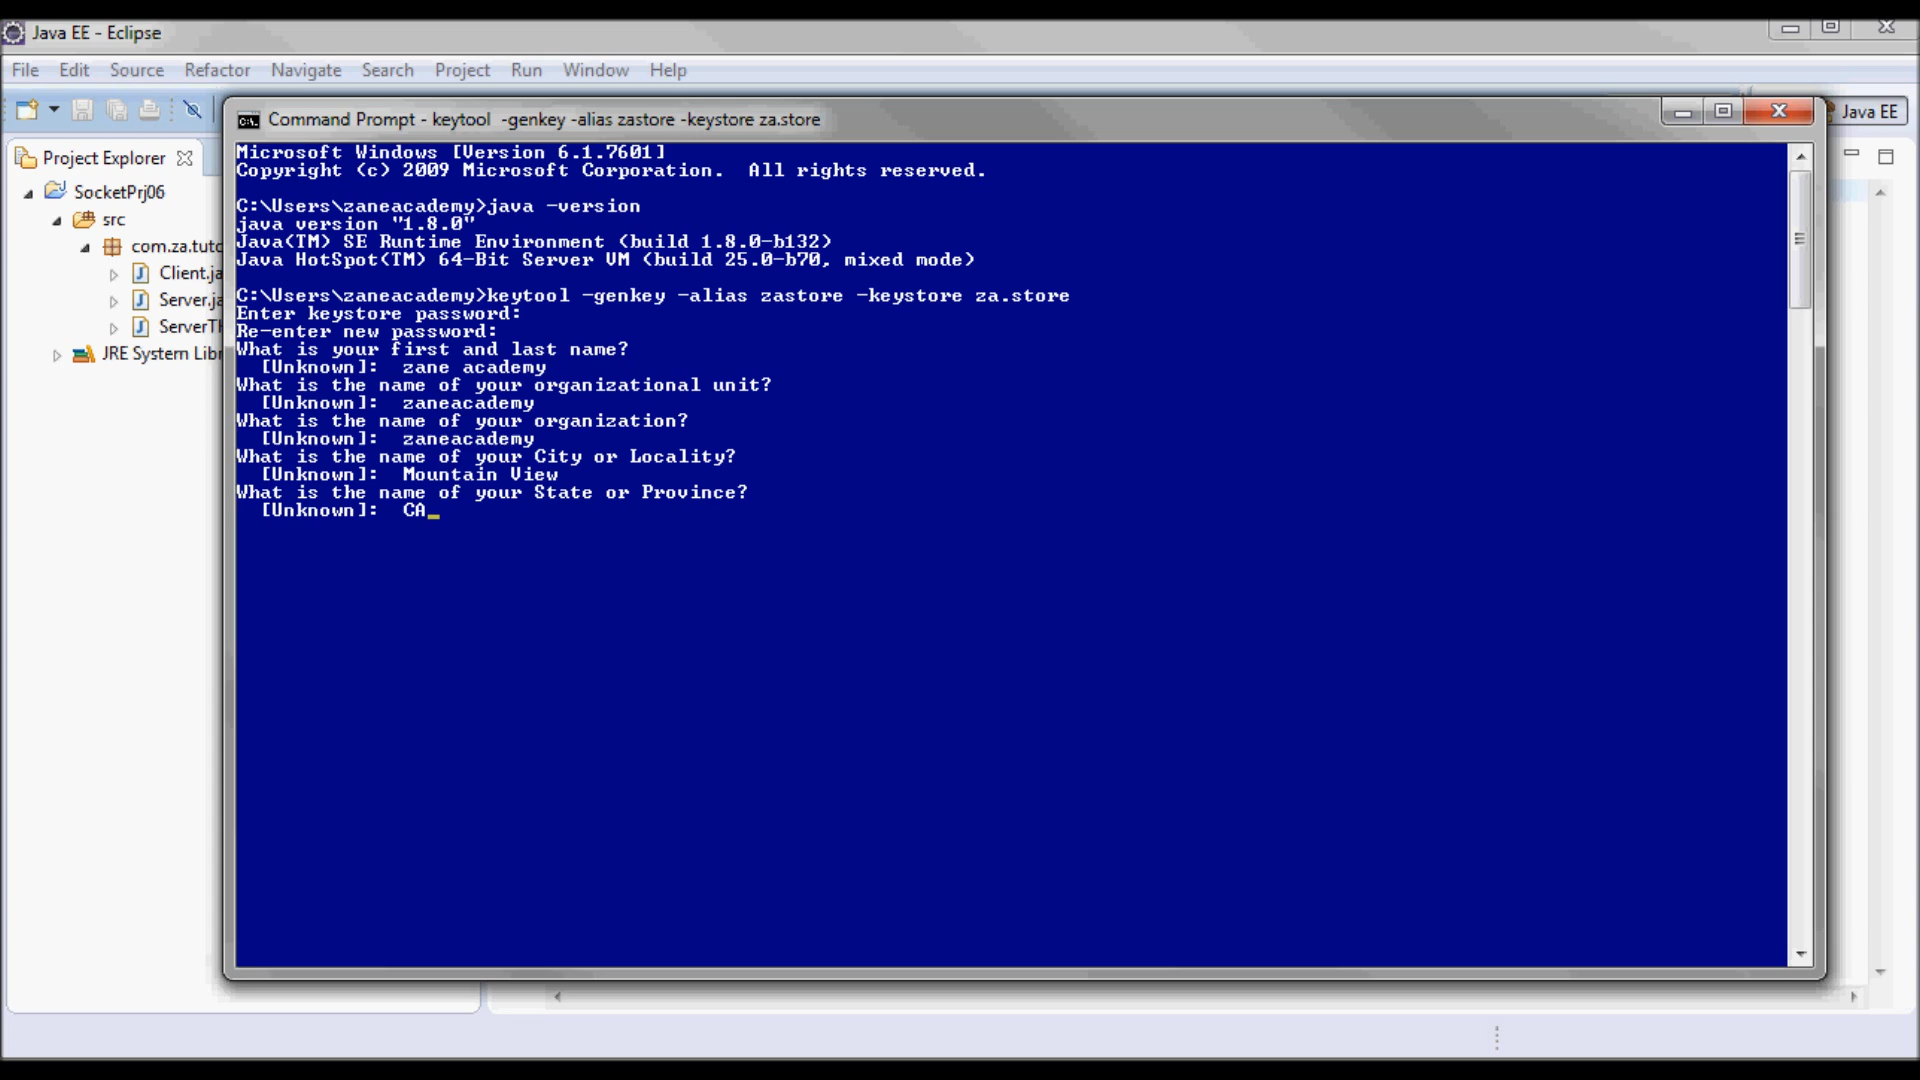 Java EE - Eclipse
File Edit Source Refactor Navigate Search Project Run Window Help
Java EE
Project Explorer
SocketPrj06
src
com.za.tuto
Client.ja
Server.ja
ServerTh
JRE System Libr
Command Prompt - keytool  -genkey -alias zastore -keystore za.store
Microsoft Windows [Version 6.1.7601]
Copyright (c) 2009 Microsoft Corporation.  All rights reserved.
C:\Users\zaneacademy>java -version
java version "1.8.0"
Java(TM) SE Runtime Environment (build 1.8.0-b132)
Java HotSpot(TM) 64-Bit Server VM (build 25.0-b70, mixed mode)
C:\Users\zaneacademy>keytool -genkey -alias zastore -keystore za.store
Enter keystore password:
Re-enter new password:
What is your first and last name?
[Unknown]:  zane academy
What is the name of your organizational unit?
[Unknown]:  zaneacademy
What is the name of your organization?
[Unknown]:  zaneacademy
What is the name of your City or Locality?
[Unknown]:  Mountain View
What is the name of your State or Province?
[Unknown]:  CA_